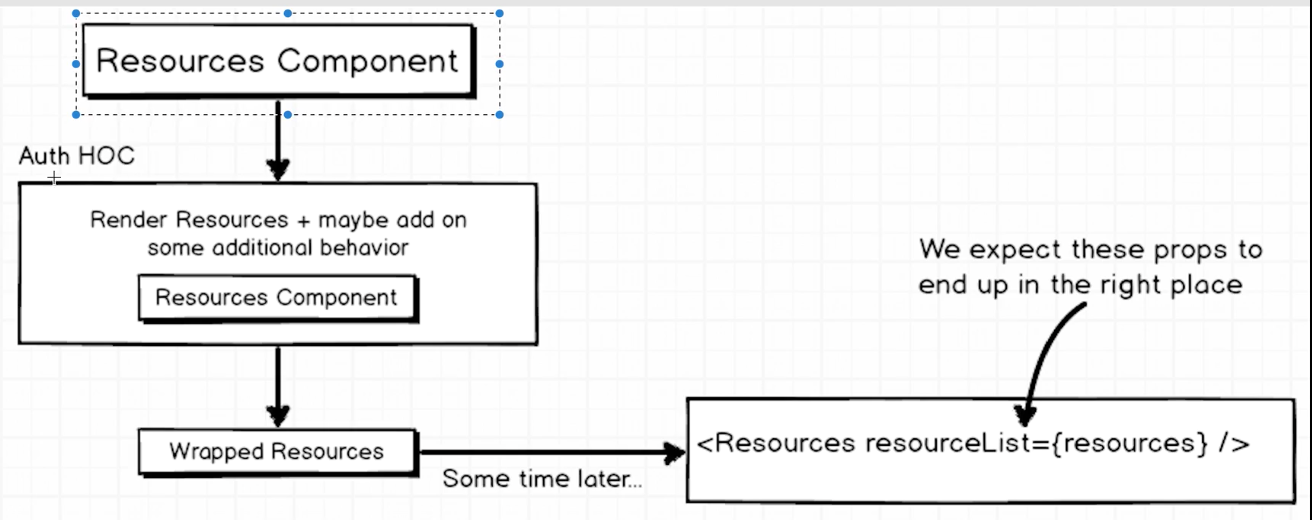 Resources Component
Auth HOC
Render Resources + maybe add on
some additional behavior
Resources Component
We expect these props to
end up in the right place
Wrapped Resources
Some time later...
<Resources resourceList={resources} />